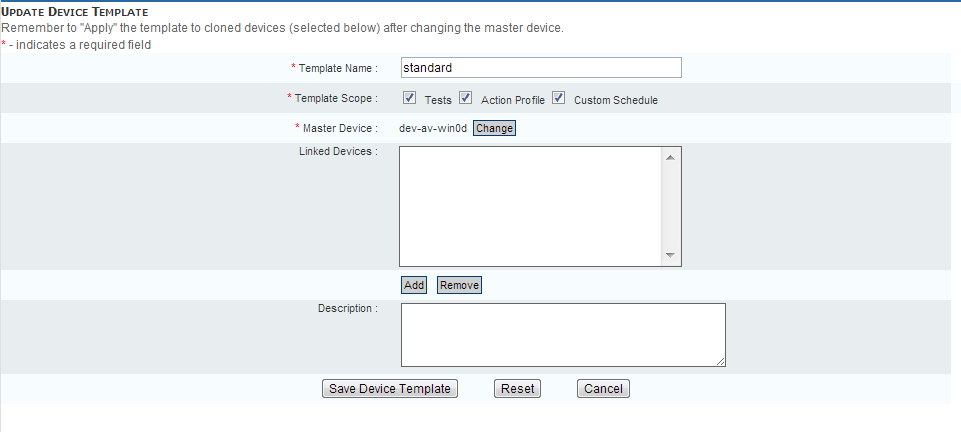 UPDATE DEVICE TEMPLATE
Remember to "Apply" the template to cloned devices (selected below) after changing the master device.
* - indicates a required field
* Template Name : standard
* Template Scope : Tests Action Profile Custom Schedule
* Master Device : dev-av-win0d Change
Linked Devices :
Add Remove
Description :
Save Device Template Reset Cancel